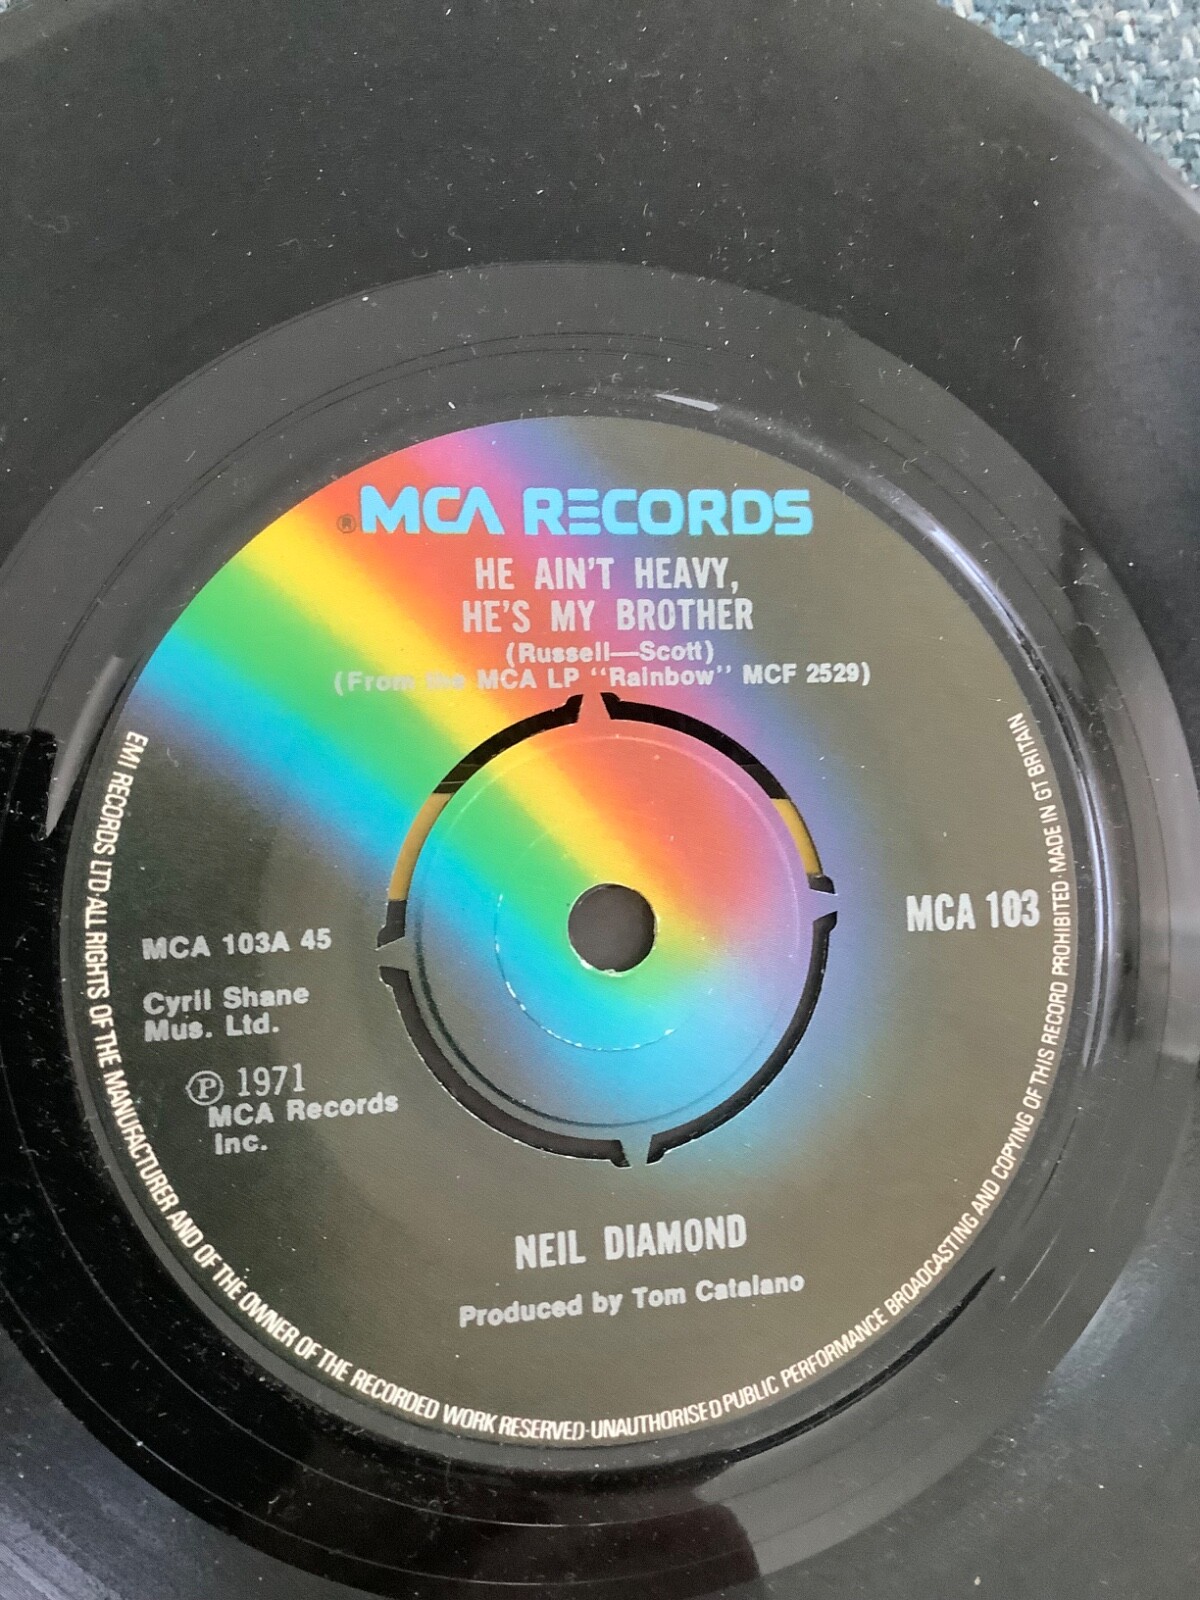 ® MCA RECORDS
HE AIN'T HEAVY,
HE'S MY BROTHER
(Russell—Scott)
(From the MCA LP "Rainbow" MCF 2529)
MCA 103
MCA 103A 45
Cyril Shane
Mus. Ltd.
℗ 1971
MCA Records
Inc.
NEIL DIAMOND
Produced by Tom Catalano
EMI RECORDS LTD·ALL RIGHTS OF THE MANUFACTURER AND OF THE OWNER OF THE RECORDED WORK RESERVED·UNAUTHORISED PUBLIC PERFORMANCE BROADCASTING AND COPYING OF THIS RECORD PROHIBITED·MADE IN GT BRITAIN